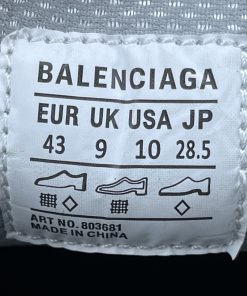 BALENCIAGA
EUR UK USA JP
43 9 10 28.5
ART NO. 803681
MADE IN CHINA